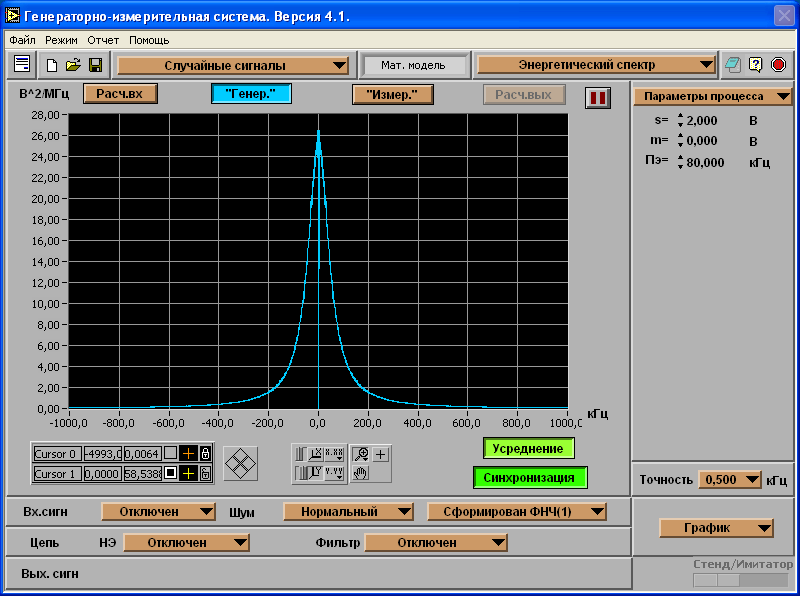 Генераторно-измерительная система. Версия 4.1.
Файл Режим Отчет Помощь
Случайные сигналы Мат. модель Энергетический спектр
В^2/МГц Расч.вх "Генер." "Измер." Расч.вых
Параметры процесса
s= 2,000 В
m= 0,000 В
Пэ= 80,000 кГц
28,00
26,00
24,00
22,00
20,00
18,00
16,00
14,00
12,00
10,00
8,00
6,00
4,00
2,00
0,00
-1000,0 -800,0 -600,0 -400,0 -200,0 0,0 200,0 400,0 600,0 800,0 1000,0 кГц
Cursor 0 -4993,0 0,0064
Cursor 1 0,0000 58,538
X X.XX
Y Y.YY
Усреднение
Синхронизация
Точность 0,500 кГц
Вх.сигн Отключен Шум Нормальный Сформирован ФНЧ(1)
График
Цепь НЭ Отключен Фильтр Отключен
Стенд/Имитатор
Вых. сигн